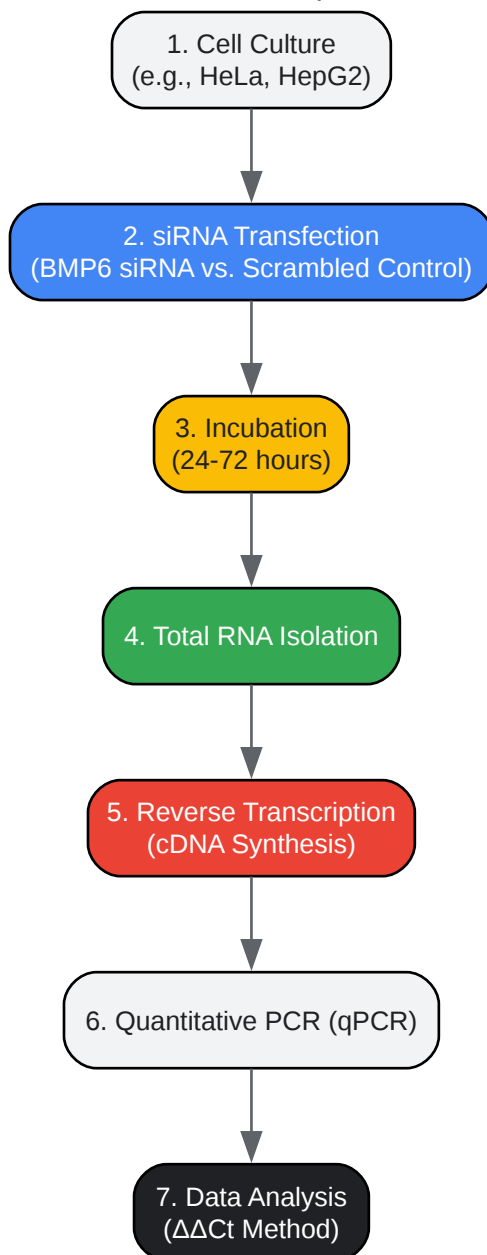 1. Cell Culture
(e.g., HeLa, HepG2)
2. siRNA Transfection
(BMP6 siRNA vs. Scrambled Control)
3. Incubation
(24-72 hours)
4. Total RNA Isolation
5. Reverse Transcription
(cDNA Synthesis)
6. Quantitative PCR (qPCR)
7. Data Analysis
(ΔΔCt Method)